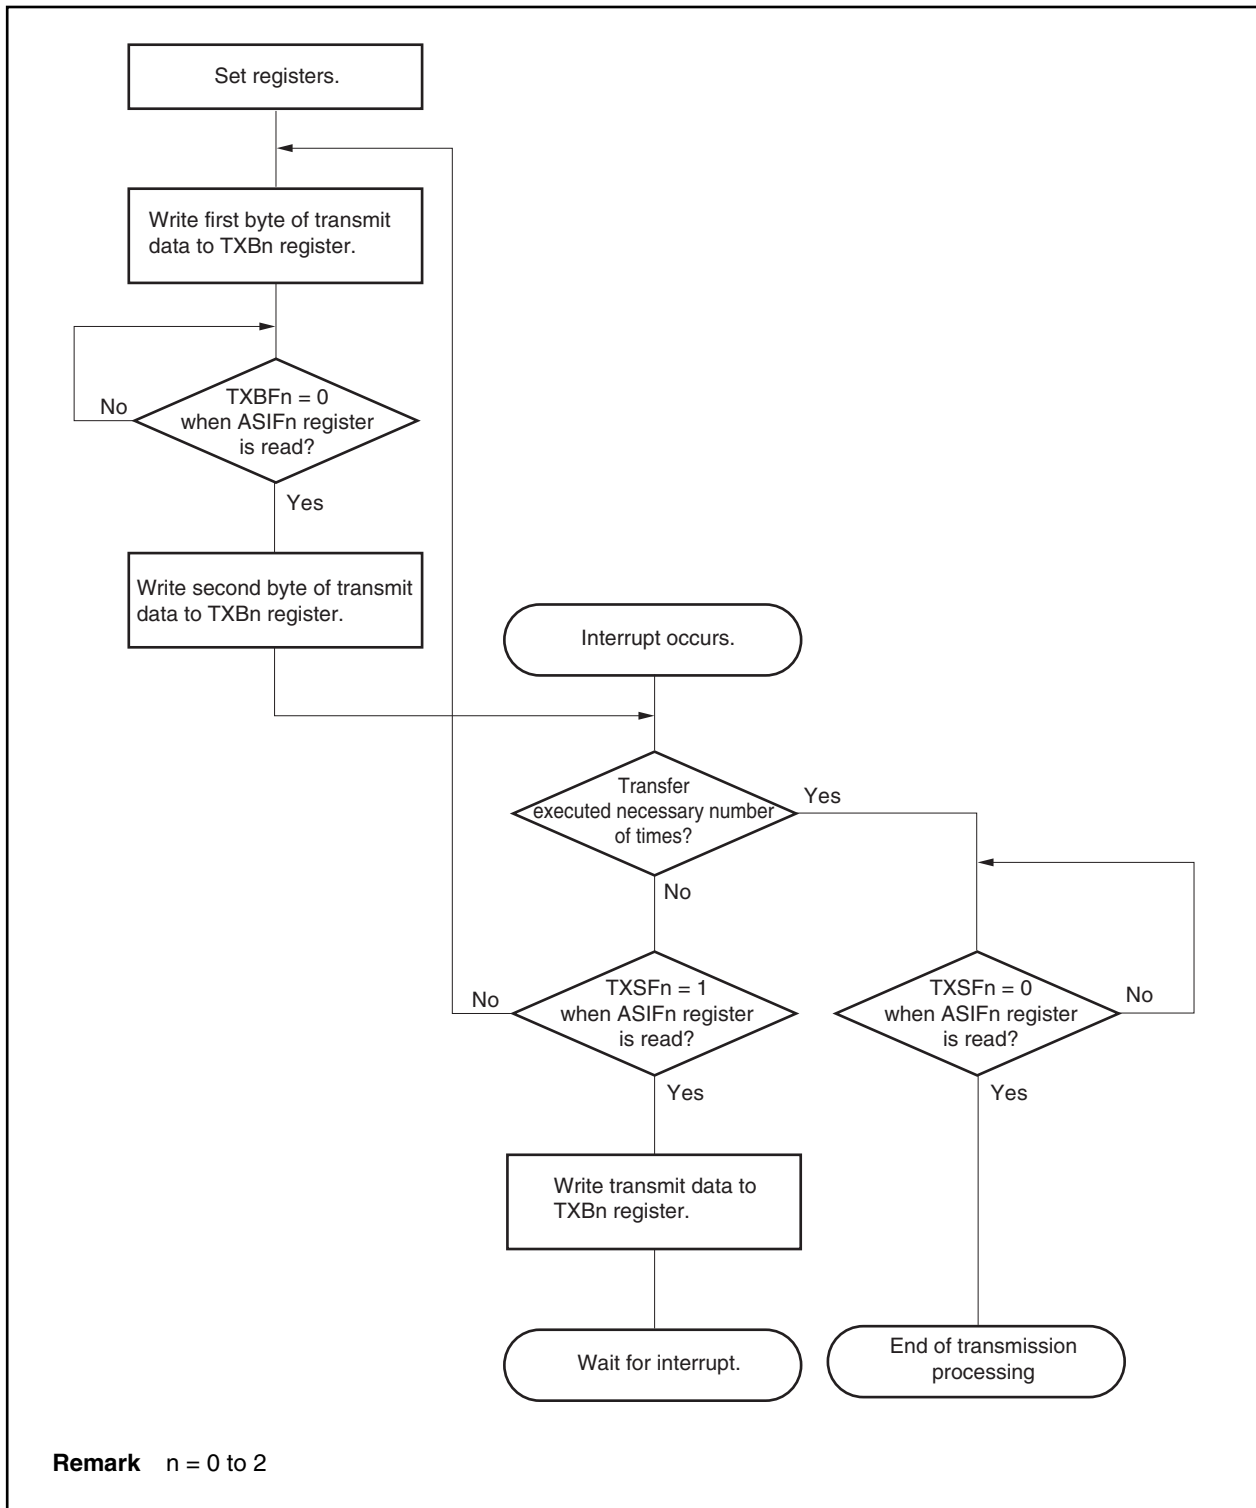 Set registers.
Write first byte of transmit
data to TXBn register.
No
TXBFn = 0
when ASIFn register
is read?
Yes
Write second byte of transmit
data to TXBn register.
Interrupt occurs.
Transfer
executed necessary number
of times?
Yes
No
No
TXSFn = 1
when ASIFn register
is read?
TXSFn = 0
when ASIFn register
is read?
No
Yes
Yes
Write transmit data to
TXBn register.
Wait for interrupt.
End of transmission
processing
Remark n = 0 to 2